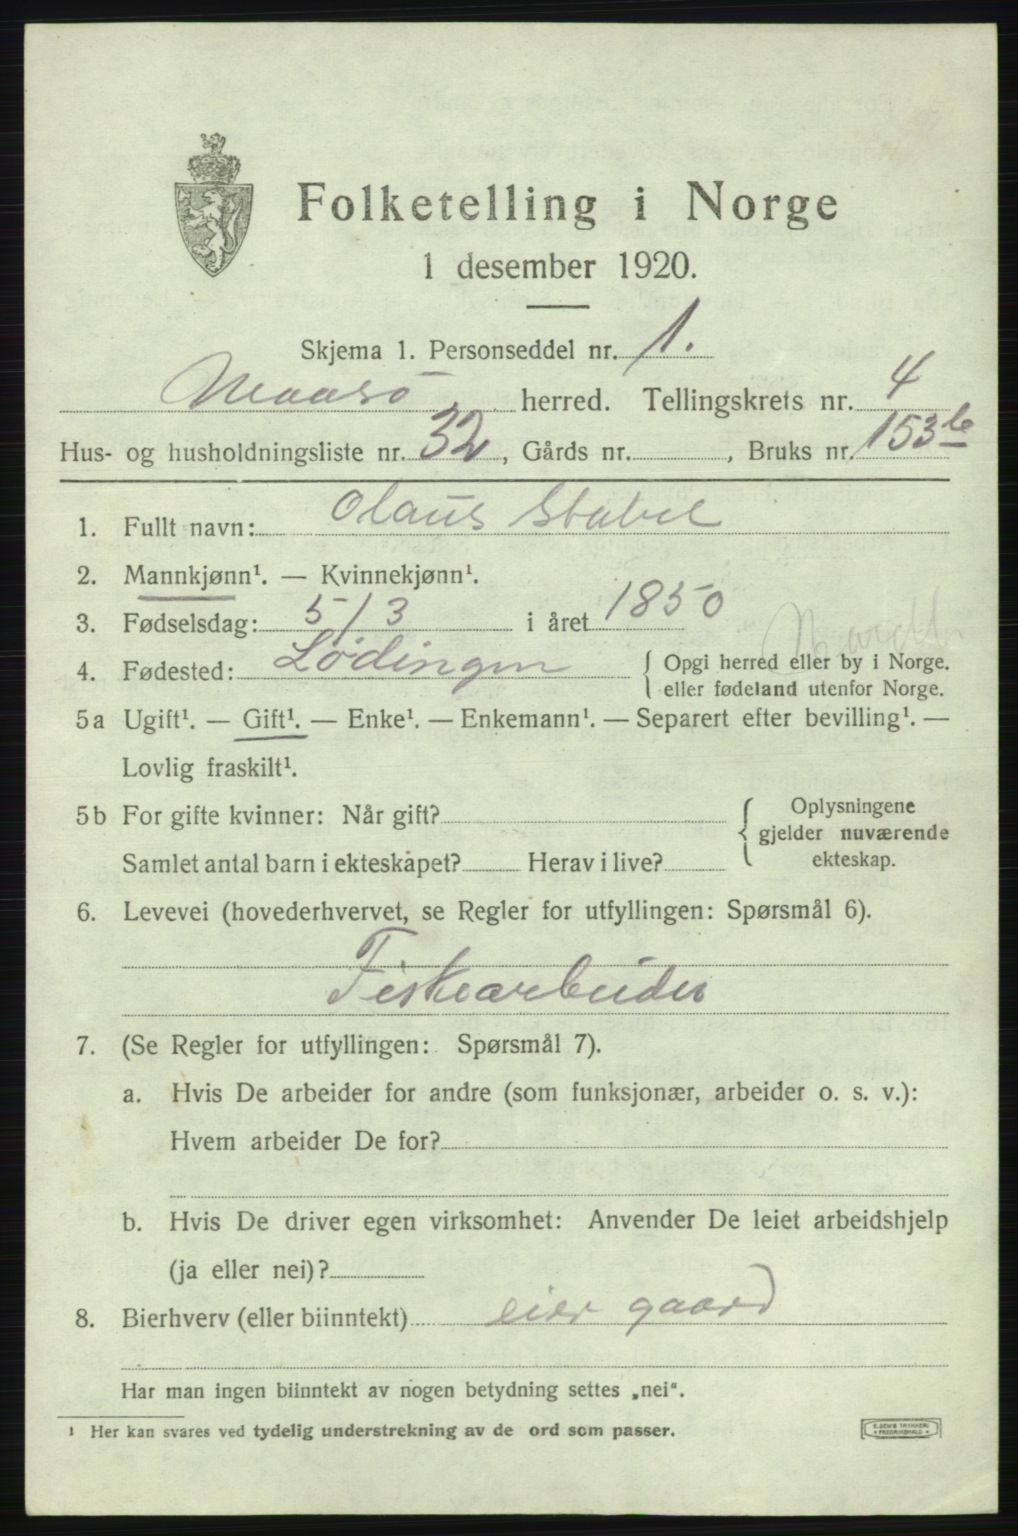 Folketelling i Norge
1 desember 1920.
Skjema 1. Personseddel nr. 1.
Maasø herred. Tellingskrets nr. 4
Hus- og husholdningsliste nr. 32, Gårds nr. , Bruks nr. 153 b
1. Fullt navn: Olaus Stabel
2. Mannkjønn¹. — Kvinnekjønn¹.
3. Fødselsdag: 5/3 i året 1850
4. Fødested: Lødingen { Opgi herred eller by i Norge.
eller fødeland utenfor Norge.
5a Ugift¹. — Gift¹. — Enke¹. — Enkemann¹. — Separert efter bevilling¹. —
Lovlig fraskilt¹.
5b For gifte kvinner: Når gift?
Samlet antal barn i ekteskapet? Herav i live?
{ Oplysningene
gjelder nuværende
ekteskap.
6. Levevei (hovederhvervet, se Regler for utfyllingen: Spørsmål 6).
Fiskearbeider
7. (Se Regler for utfyllingen: Spørsmål 7).
a. Hvis De arbeider for andre (som funksjonær, arbeider o. s. v.):
Hvem arbeider De for?
b. Hvis De driver egen virksomhet: Anvender De leiet arbeidshjelp
(ja eller nei)?
8. Bierhverv (eller biinntekt) eier gaard
Har man ingen biinntekt av nogen betydning settes „nei“.
¹ Her kan svares ved tydelig understrekning av de ord som passer.